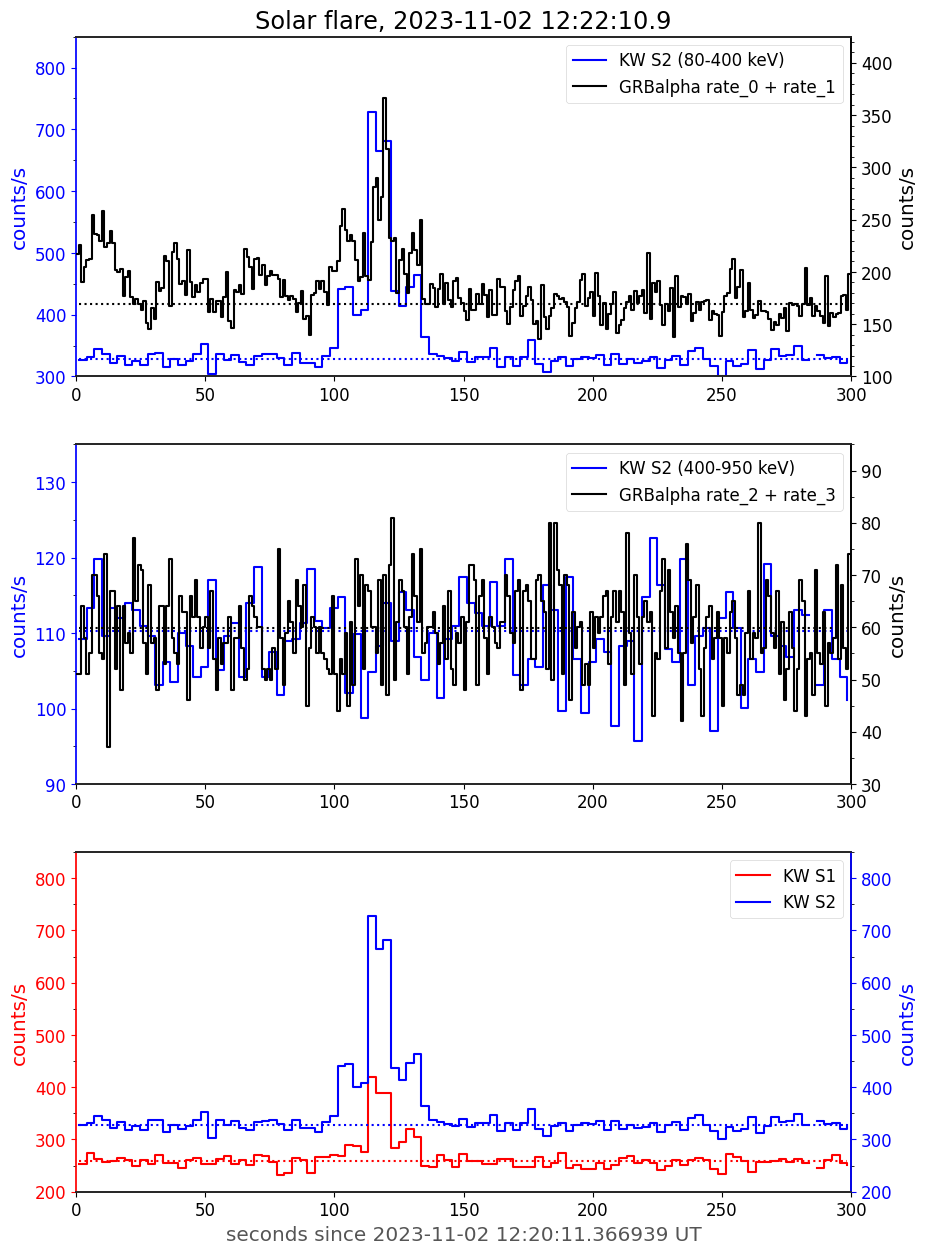 Solar flare, 2023-11-02 12:22:10.9
KW S2 (80-400 keV)
GRBalpha rate_0 + rate_1
800
700
600
500
400
300
counts/s
400
350
300
250
200
150
100
counts/s
0 50 100 150 200 250 300
KW S2 (400-950 keV)
GRBalpha rate_2 + rate_3
130
120
110
100
90
counts/s
90
80
70
60
50
40
30
counts/s
0 50 100 150 200 250 300
KW S1
KW S2
800
700
600
500
400
300
200
counts/s
800
700
600
500
400
300
200
counts/s
0 50 100 150 200 250 300
seconds since 2023-11-02 12:20:11.366939 UT